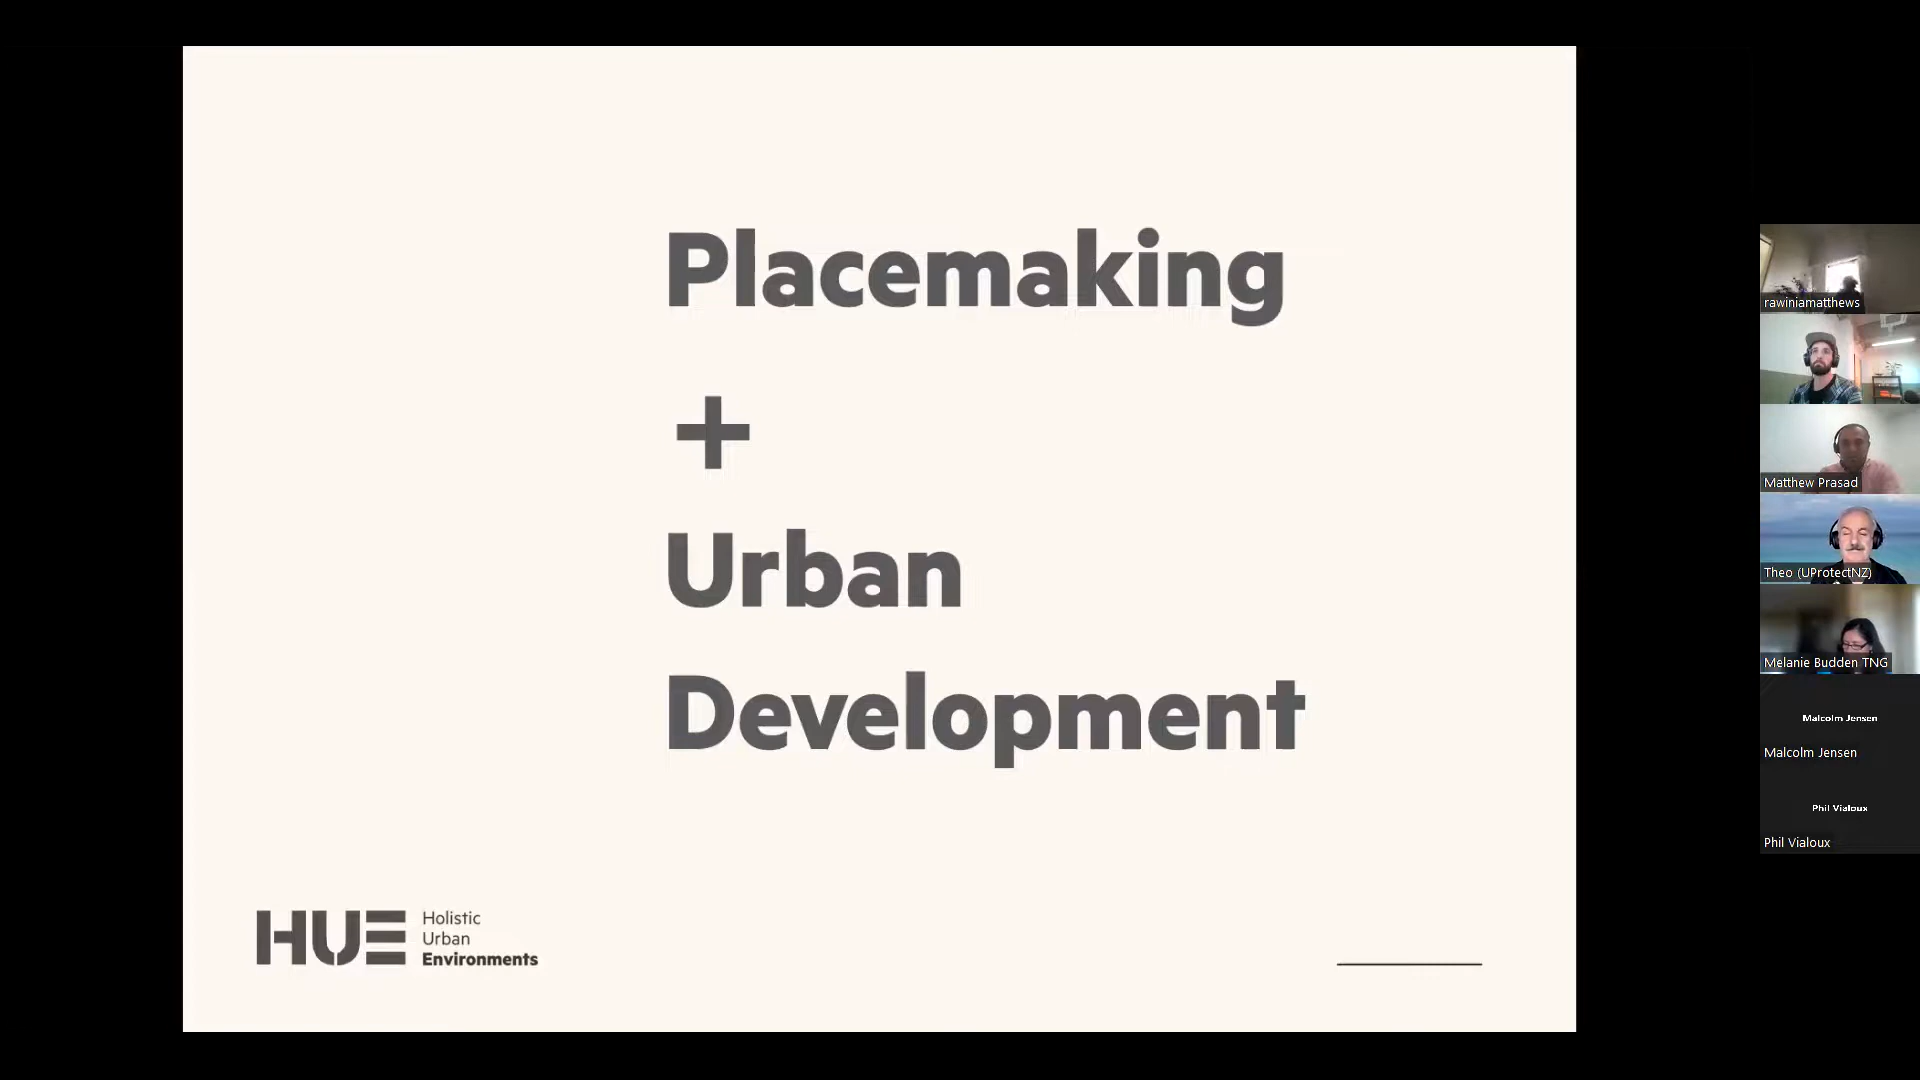 Placemaking
+
Urban
Development
HUE
Holistic
Urban
Environments
rawiniamatthews
Matthew Prasad
Theo (UProtectNZ)
Melanie Budden TNG
Malcolm Jensen
Malcolm Jensen
Phil Vialoux
Phil Vialoux